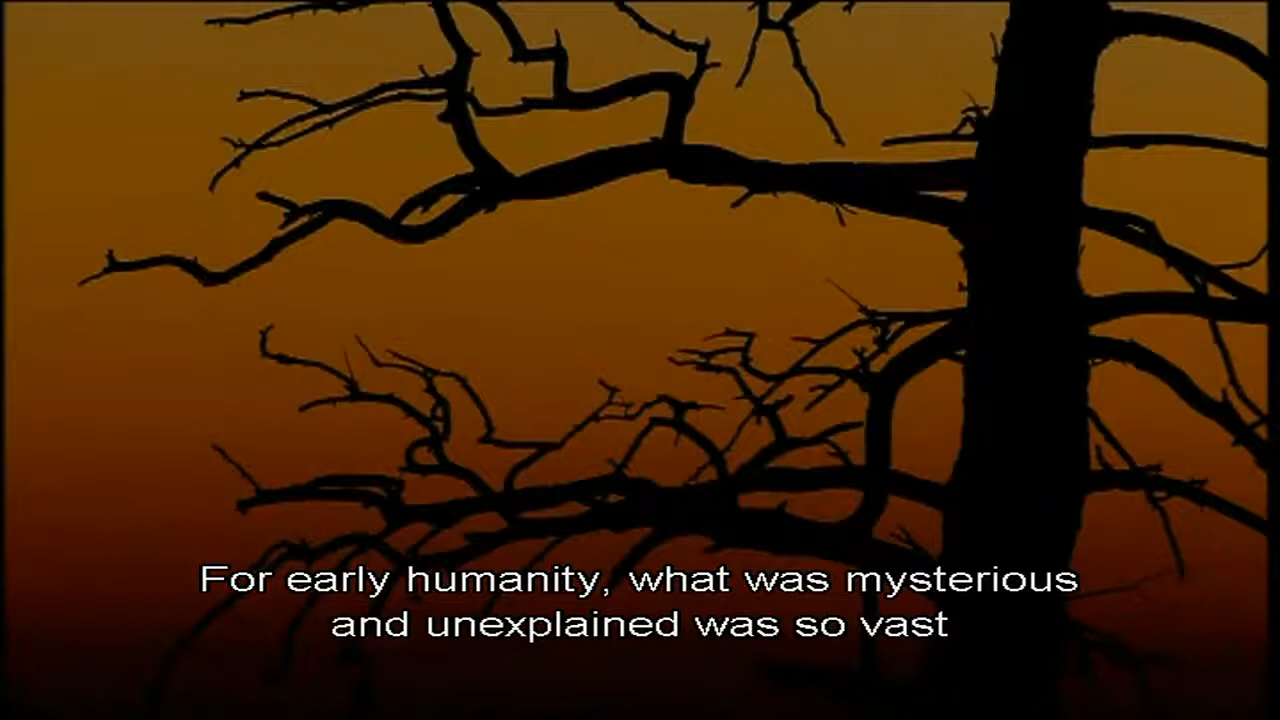 For early humanity, what was mysterious
and unexplained was so vast